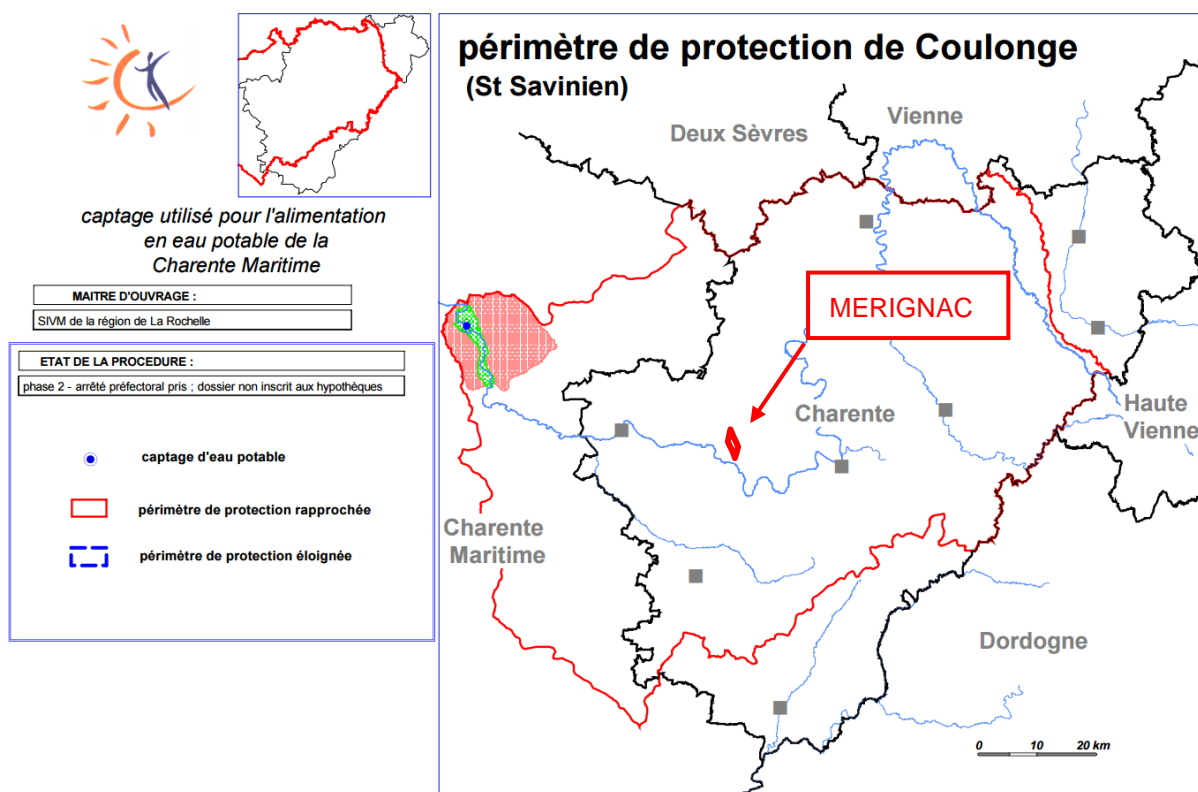 captage utilisé pour l'alimentation
en eau potable de la
Charente Maritime
MAITRE D'OUVRAGE :
SIVM de la région de La Rochelle
ETAT DE LA PROCEDURE :
phase 2 - arrêté préfectoral pris ; dossier non inscrit aux hypothèques
captage d'eau potable
périmètre de protection rapprochée
périmètre de protection éloignée
périmètre de protection de Coulonge
(St Savinien)
Deux Sèvres
Vienne
MERIGNAC
Charente
Haute
Vienne
Charente
Maritime
Dordogne
0 10 20 km